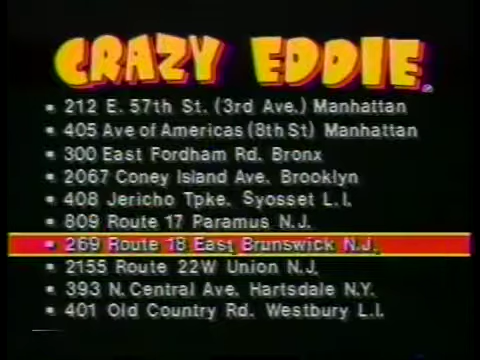 CRAZY EDDIE®
• 212 E. 57th St. (3rd Ave.) Manhattan
• 405 Ave of Americas (8th St) Manhattan
• 300 East Fordham Rd. Bronx
• 2067 Coney Island Ave. Brooklyn
• 408 Jericho Tpke. Syosset L.I.
• 809 Route 17 Paramus N.J.
• 269 Route 18 East Brunswick N.J.
• 2155 Route 22W Union N.J.
• 393 N. Central Ave. Hartsdale N.Y.
• 401 Old Country Rd. Westbury L.I.